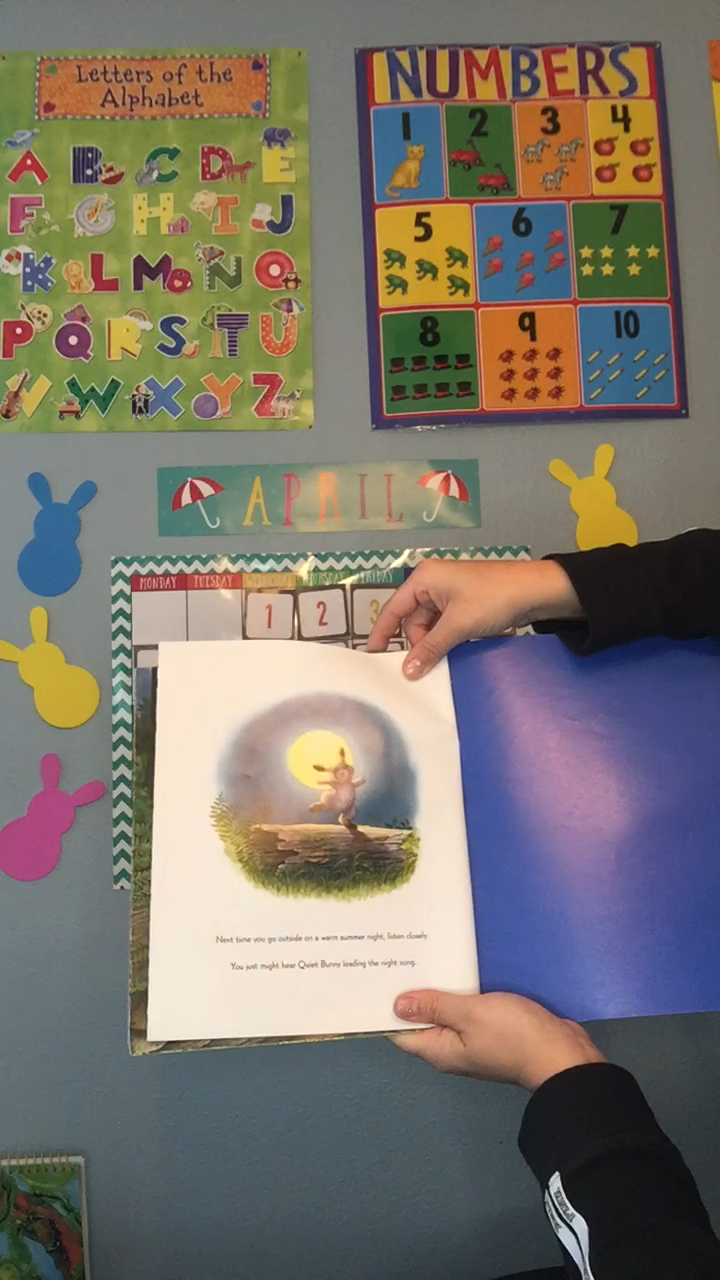 Letters of the
Alphabet
A B C D E
F G H I J
K L M N O
P Q R S T U
V W X Y Z
NUMBERS
1 2 3 4
5 6 7
8 9 10
APRIL
MONDAY TUESDAY FRIDAY
1 2 3
Next time you go outside on a warm summer night, listen closely.
You just might hear Quiet Bunny leading the night song.